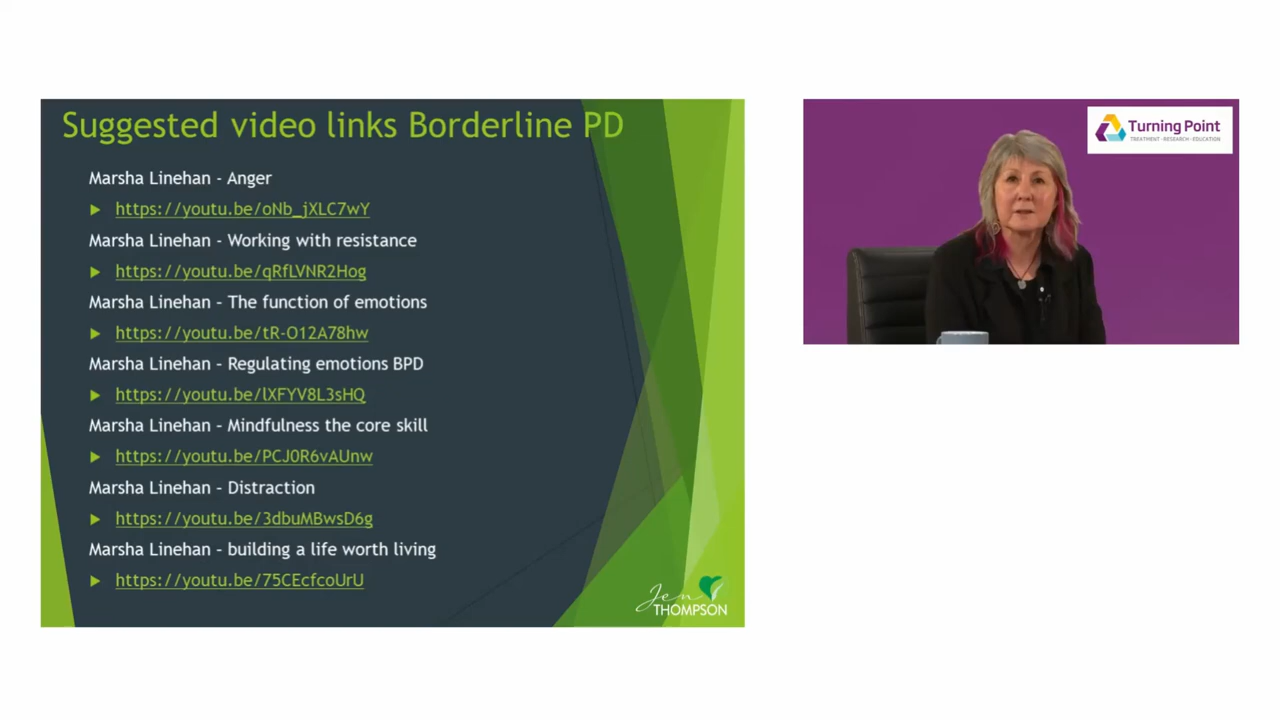 Suggested video links Borderline PD
Marsha Linehan - Anger
https://youtu.be/oNb_jXLC7wY
Marsha Linehan - Working with resistance
https://youtu.be/qRfLVNR2Hog
Marsha Linehan - The function of emotions
https://youtu.be/tR-O12A78hw
Marsha Linehan – Regulating emotions BPD
https://youtu.be/lXFYV8L3sHQ
Marsha Linehan – Mindfulness the core skill
https://youtu.be/PCJ0R6vAUnw
Marsha Linehan – Distraction
https://youtu.be/3dbuMBwsD6g
Marsha Linehan – building a life worth living
https://youtu.be/75CEcfcoUrU
Jen
THOMPSON
Turning Point
TREATMENT · RESEARCH · EDUCATION